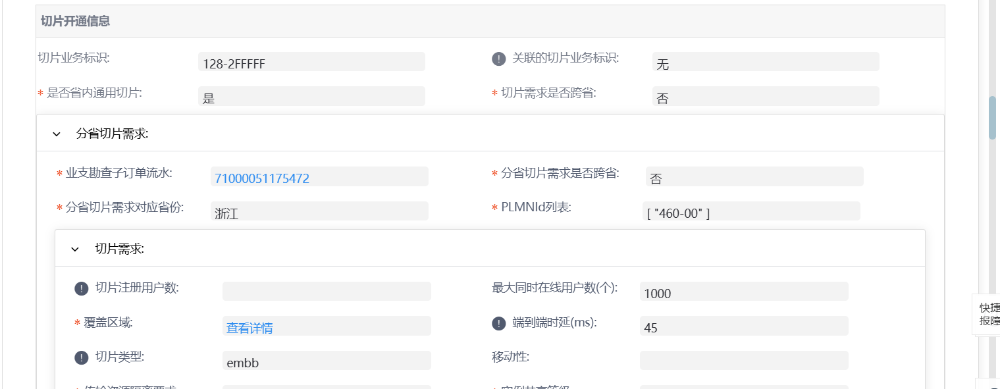 切片开通信息
切片业务标识: 128-2FFFFF 关联的切片业务标识: 无
* 是否省内通用切片: 是 * 切片需求是否跨省: 否
分省切片需求:
* 业支勘查子订单流水: 71000051175472 * 分省切片需求是否跨省: 否
* 分省切片需求对应省份: 浙江 * PLMNId列表: [ "460-00" ]
切片需求:
切片注册用户数: 最大同时在线用户数(个): 1000
* 覆盖区域: 查看详情 端到端时延(ms): 45
快捷
报障
切片类型: embb 移动性: